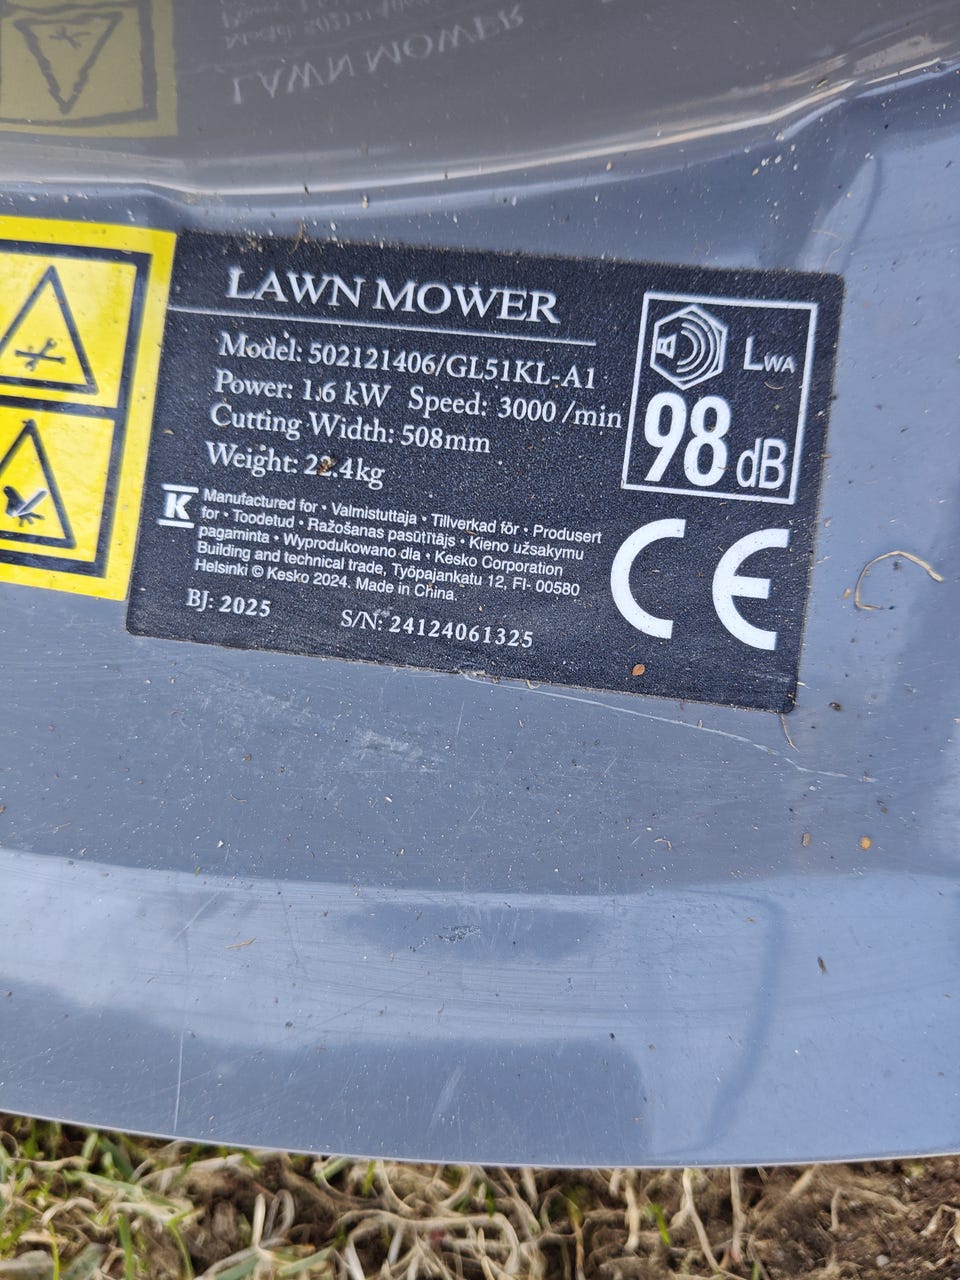 LAWN MOWER
Model: 502121406/GL51KL-A1
Power: 1.6 kW Speed: 3000 /min
Cutting Width: 508mm
Weight: 22.4kg
LWA
98 dB
K
Manufactured for • Valmistuttaja • Tillverkad för • Produsert
for • Toodetud • Ražošanas pasūtītājs • Kieno užsakymu
pagaminta • Wyprodukowano dla • Kesko Corporation
Building and technical trade, Työpajankatu 12, FI- 00580
Helsinki © Kesko 2024. Made in China.
CE
BJ: 2025 S/N: 24124061325